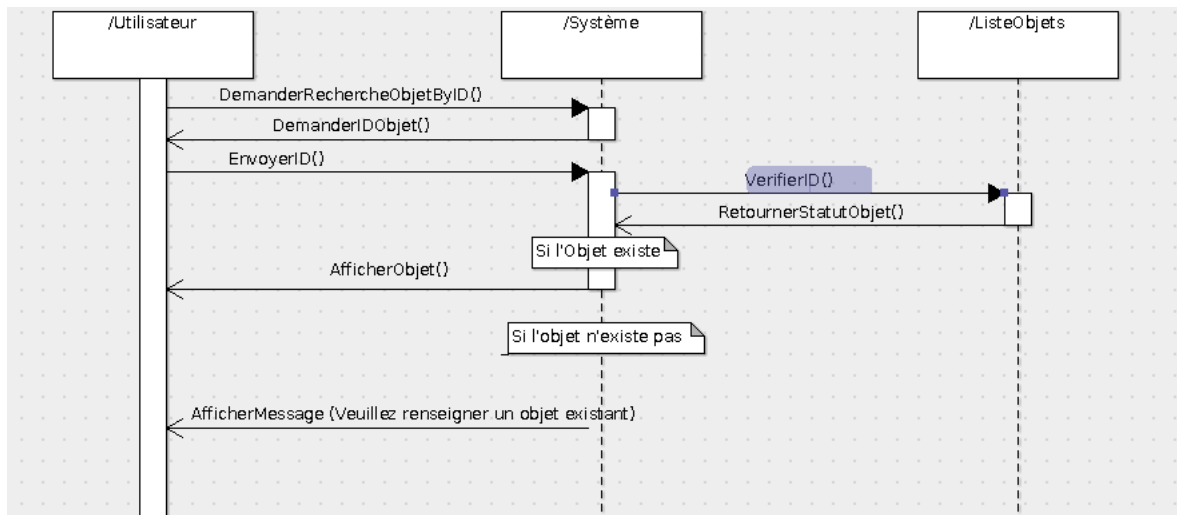 /Utilisateur
/Système
/ListeObjets
DemanderRechercheObjetByID()
DemanderIDObjet()
EnvoyerID()
VerifierID()
RetournerStatutObjet()
Si l'Objet existe
AfficherObjet()
Si l'objet n'existe pas
AfficherMessage (Veuillez renseigner un objet existant)